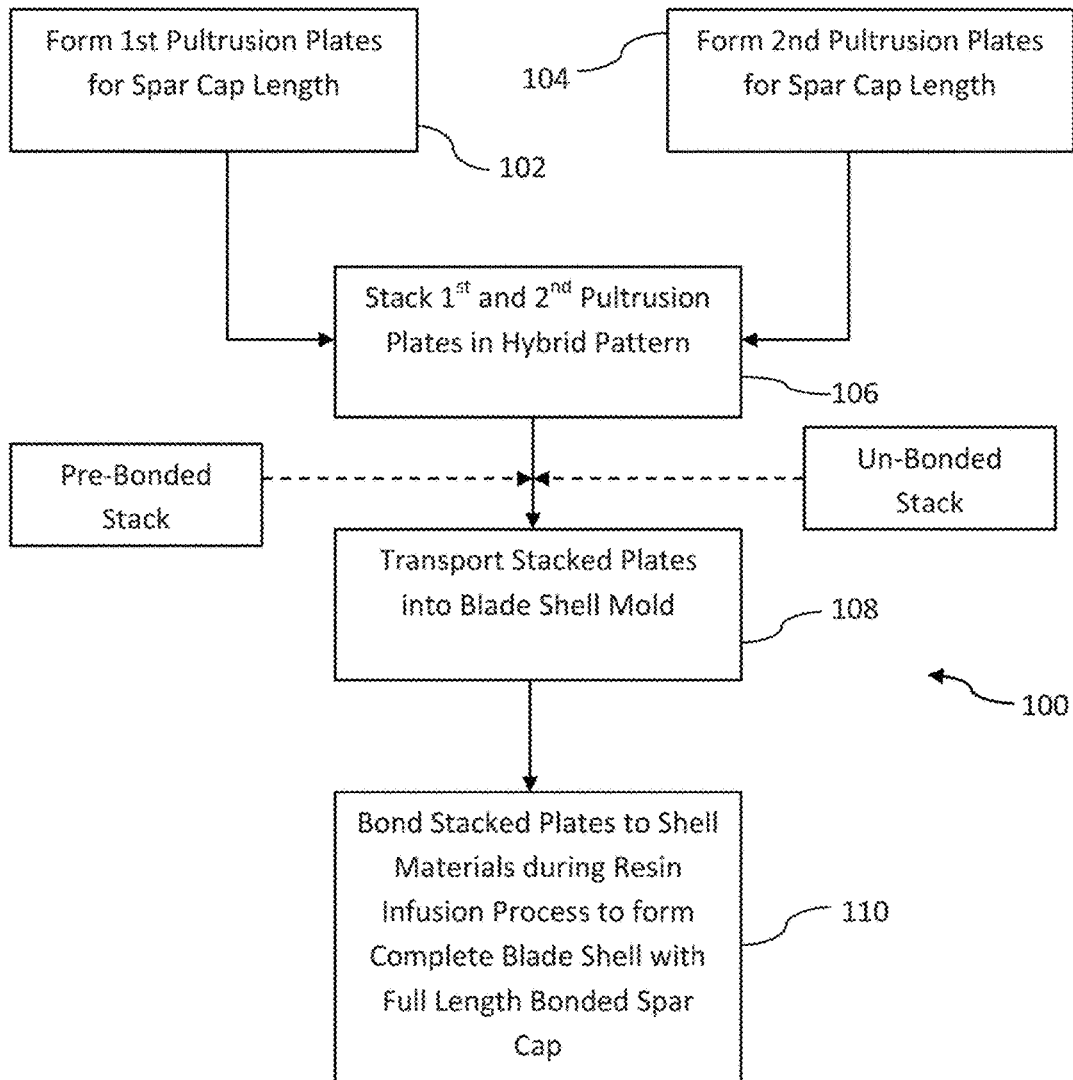 Form 1st Pultrusion Plates
for Spar Cap Length
102
104
Form 2nd Pultrusion Plates
for Spar Cap Length
Stack 1st and 2nd Pultrusion
Plates in Hybrid Pattern
106
Pre-Bonded
Stack
Un-Bonded
Stack
Transport Stacked Plates
into Blade Shell Mold
108
100
Bond Stacked Plates to Shell
Materials during Resin
Infusion Process to form
Complete Blade Shell with
Full Length Bonded Spar
Cap
110